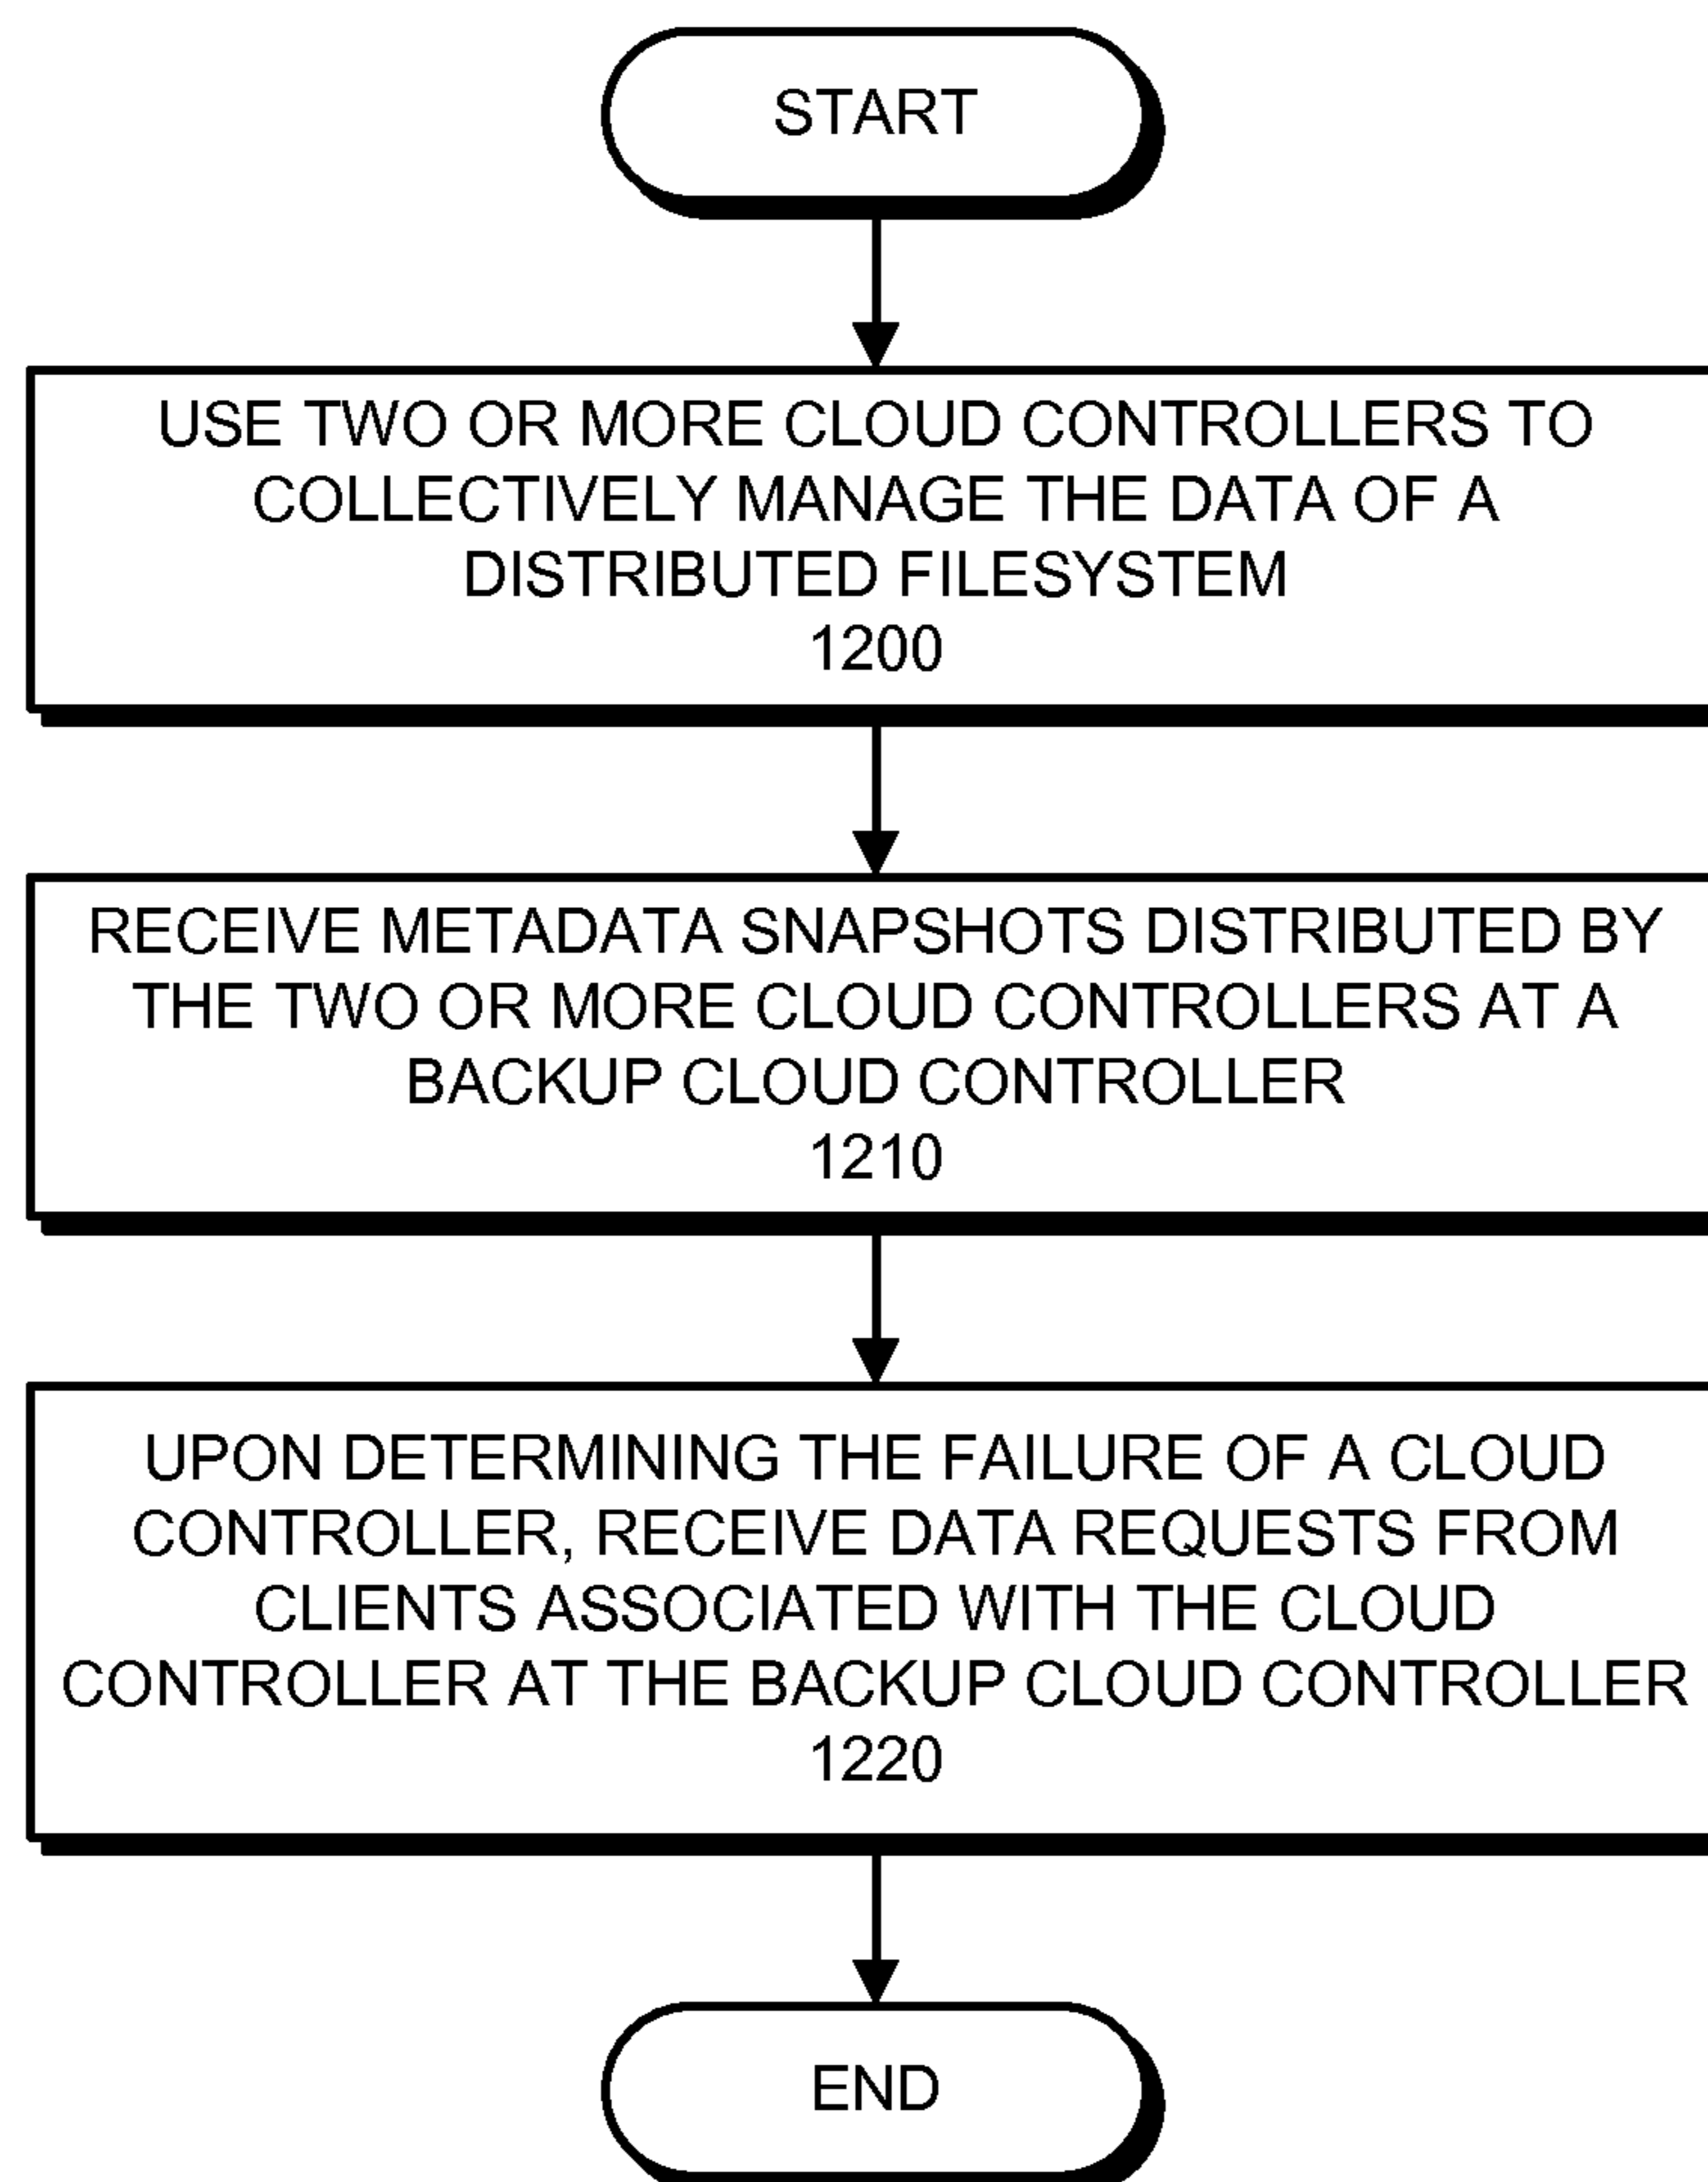 START
USE TWO OR MORE CLOUD CONTROLLERS TO
COLLECTIVELY MANAGE THE DATA OF A
DISTRIBUTED FILESYSTEM
1200
RECEIVE METADATA SNAPSHOTS DISTRIBUTED BY
THE TWO OR MORE CLOUD CONTROLLERS AT A
BACKUP CLOUD CONTROLLER
1210
UPON DETERMINING THE FAILURE OF A CLOUD
CONTROLLER, RECEIVE DATA REQUESTS FROM
CLIENTS ASSOCIATED WITH THE CLOUD
CONTROLLER AT THE BACKUP CLOUD CONTROLLER
1220
END